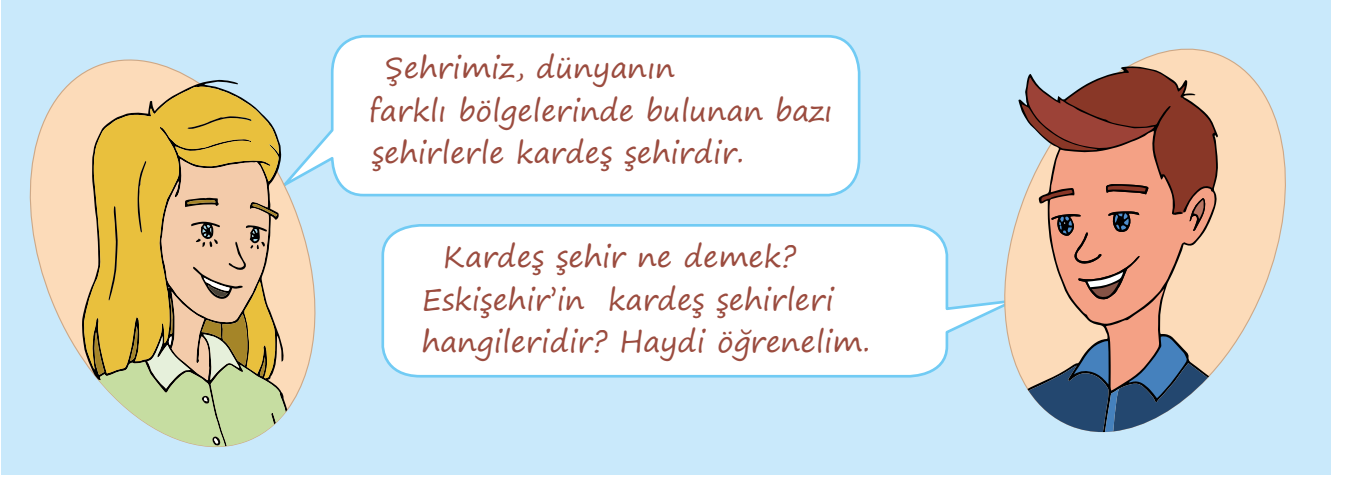 Şehrimiz, dünyanın
farklı bölgelerinde bulunan bazı
şehirlerle kardeş şehirdir.
Kardeş şehir ne demek?
Eskişehir’in kardeş şehirleri
hangileridir? Haydi öğrenelim.